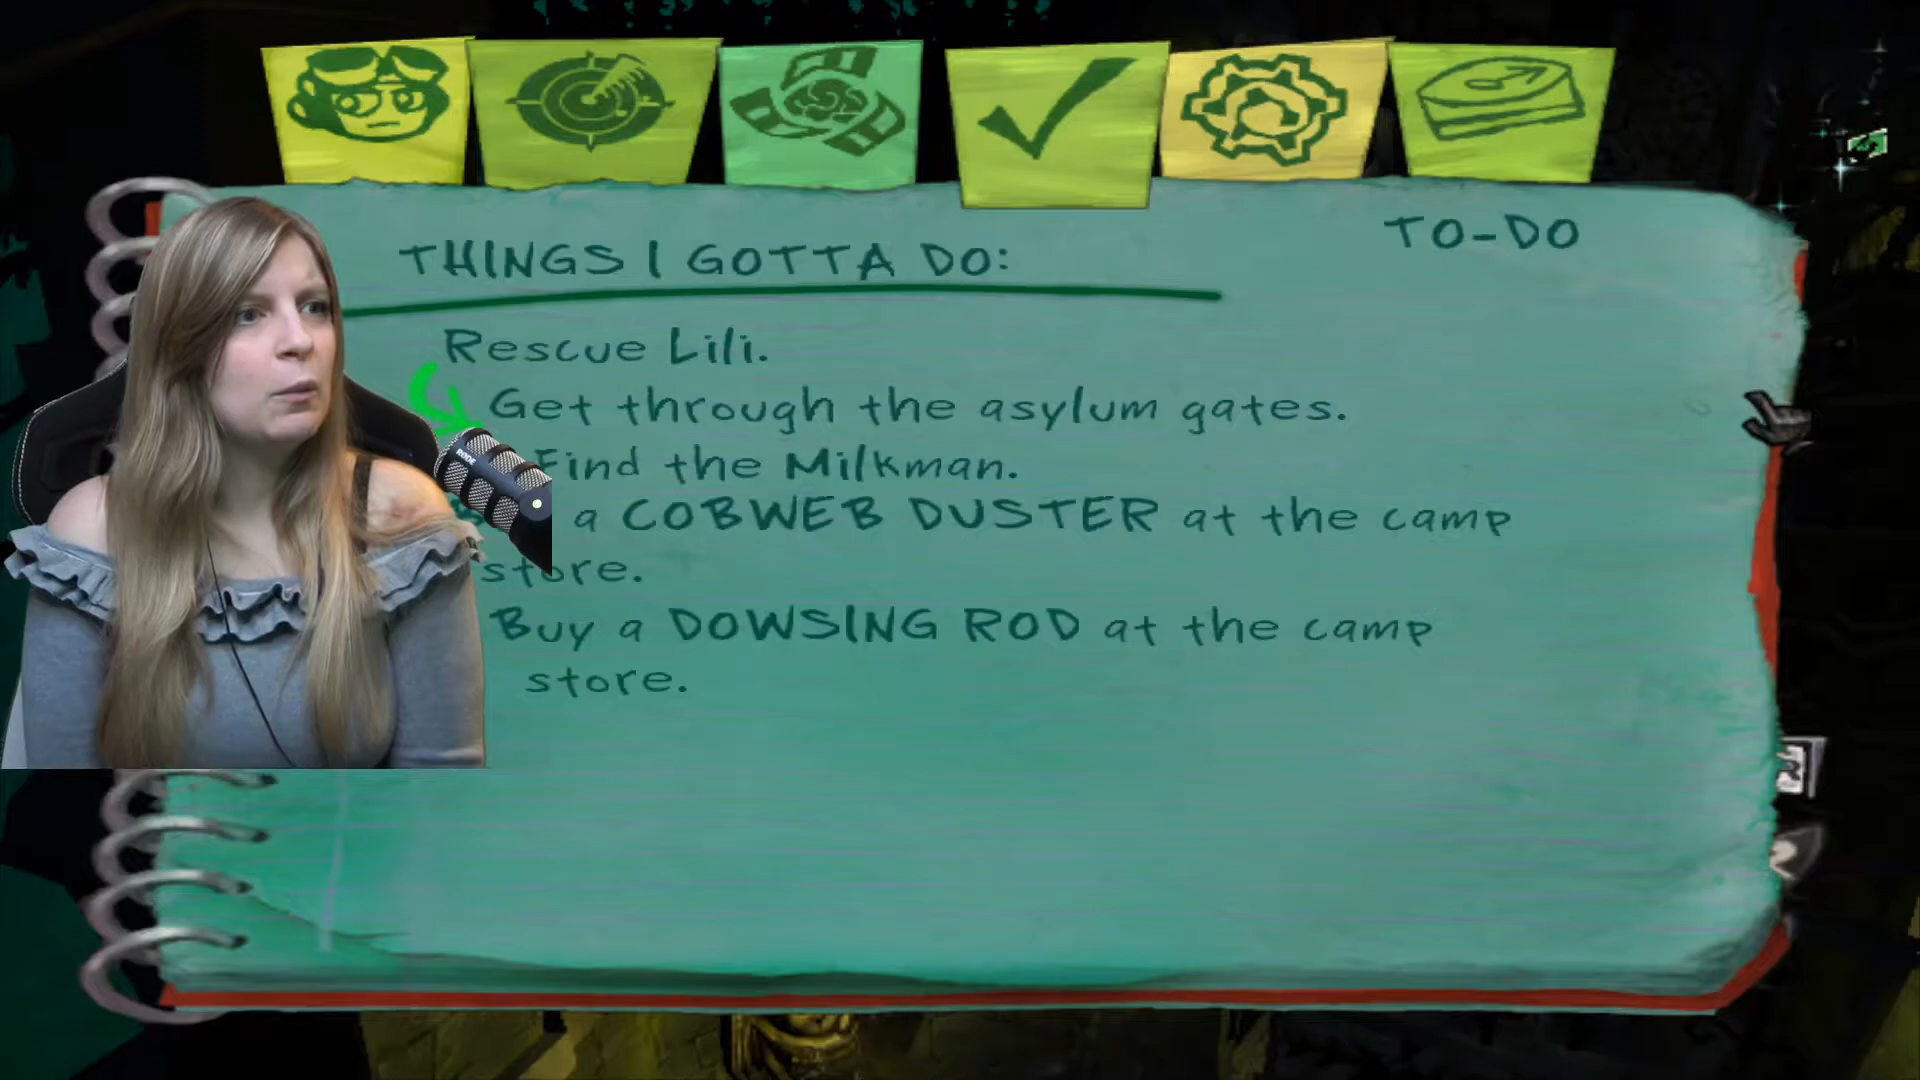 TO-DO
THINGS I GOTTA DO:
Rescue Lili.
Get through the asylum gates.
Find the Milkman.
a COBWEB DUSTER at the camp
store.
Buy a DOWSING ROD at the camp
store.
RODE